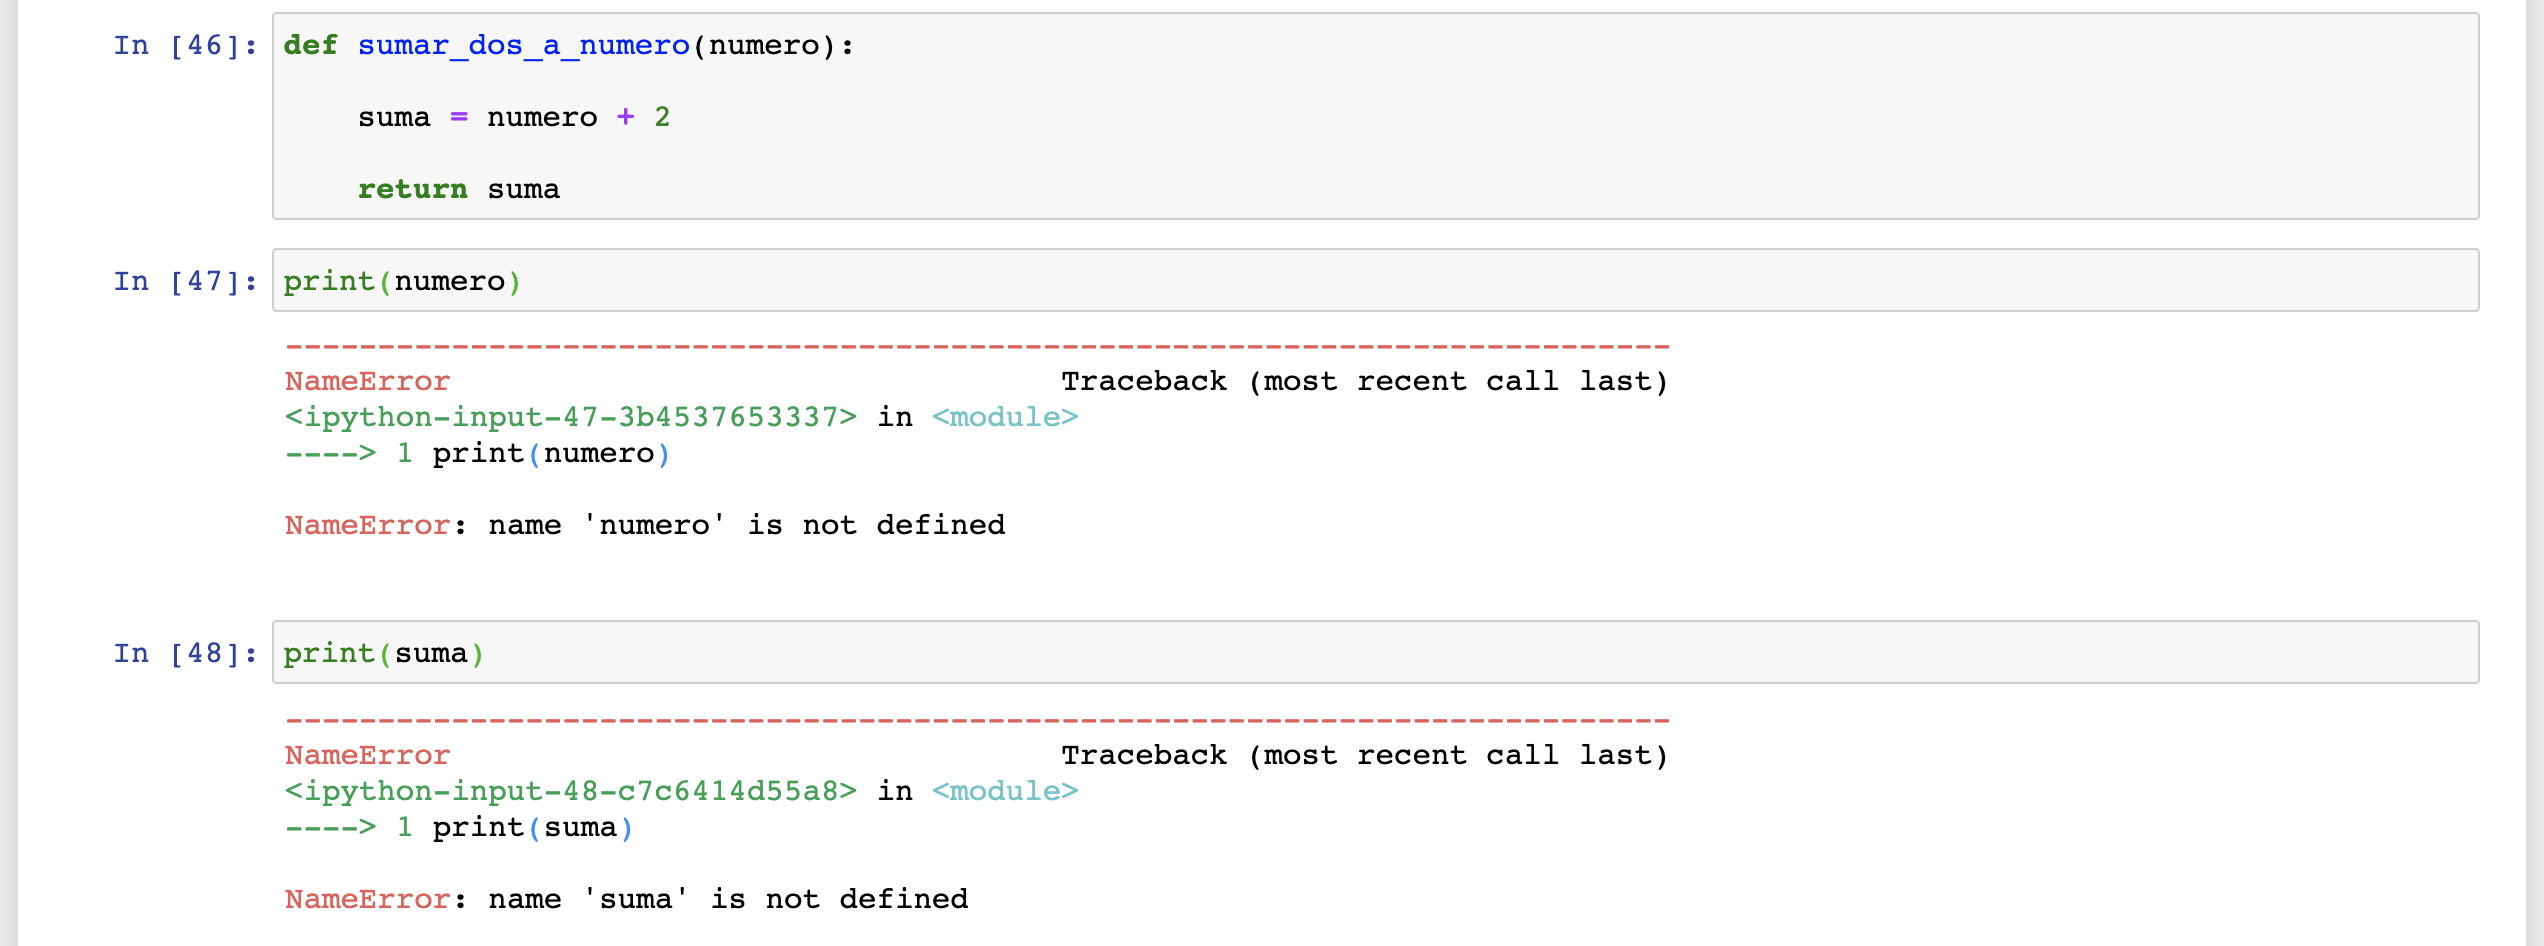 In [46]: def sumar_dos_a_numero(numero):
suma = numero + 2
return suma
In [47]: print(numero)
---------------------------------------------------------------------------
NameError                                 Traceback (most recent call last)
<ipython-input-47-3b4537653337> in <module>
----> 1 print(numero)
NameError: name 'numero' is not defined
In [48]: print(suma)
---------------------------------------------------------------------------
NameError                                 Traceback (most recent call last)
<ipython-input-48-c7c6414d55a8> in <module>
----> 1 print(suma)
NameError: name 'suma' is not defined